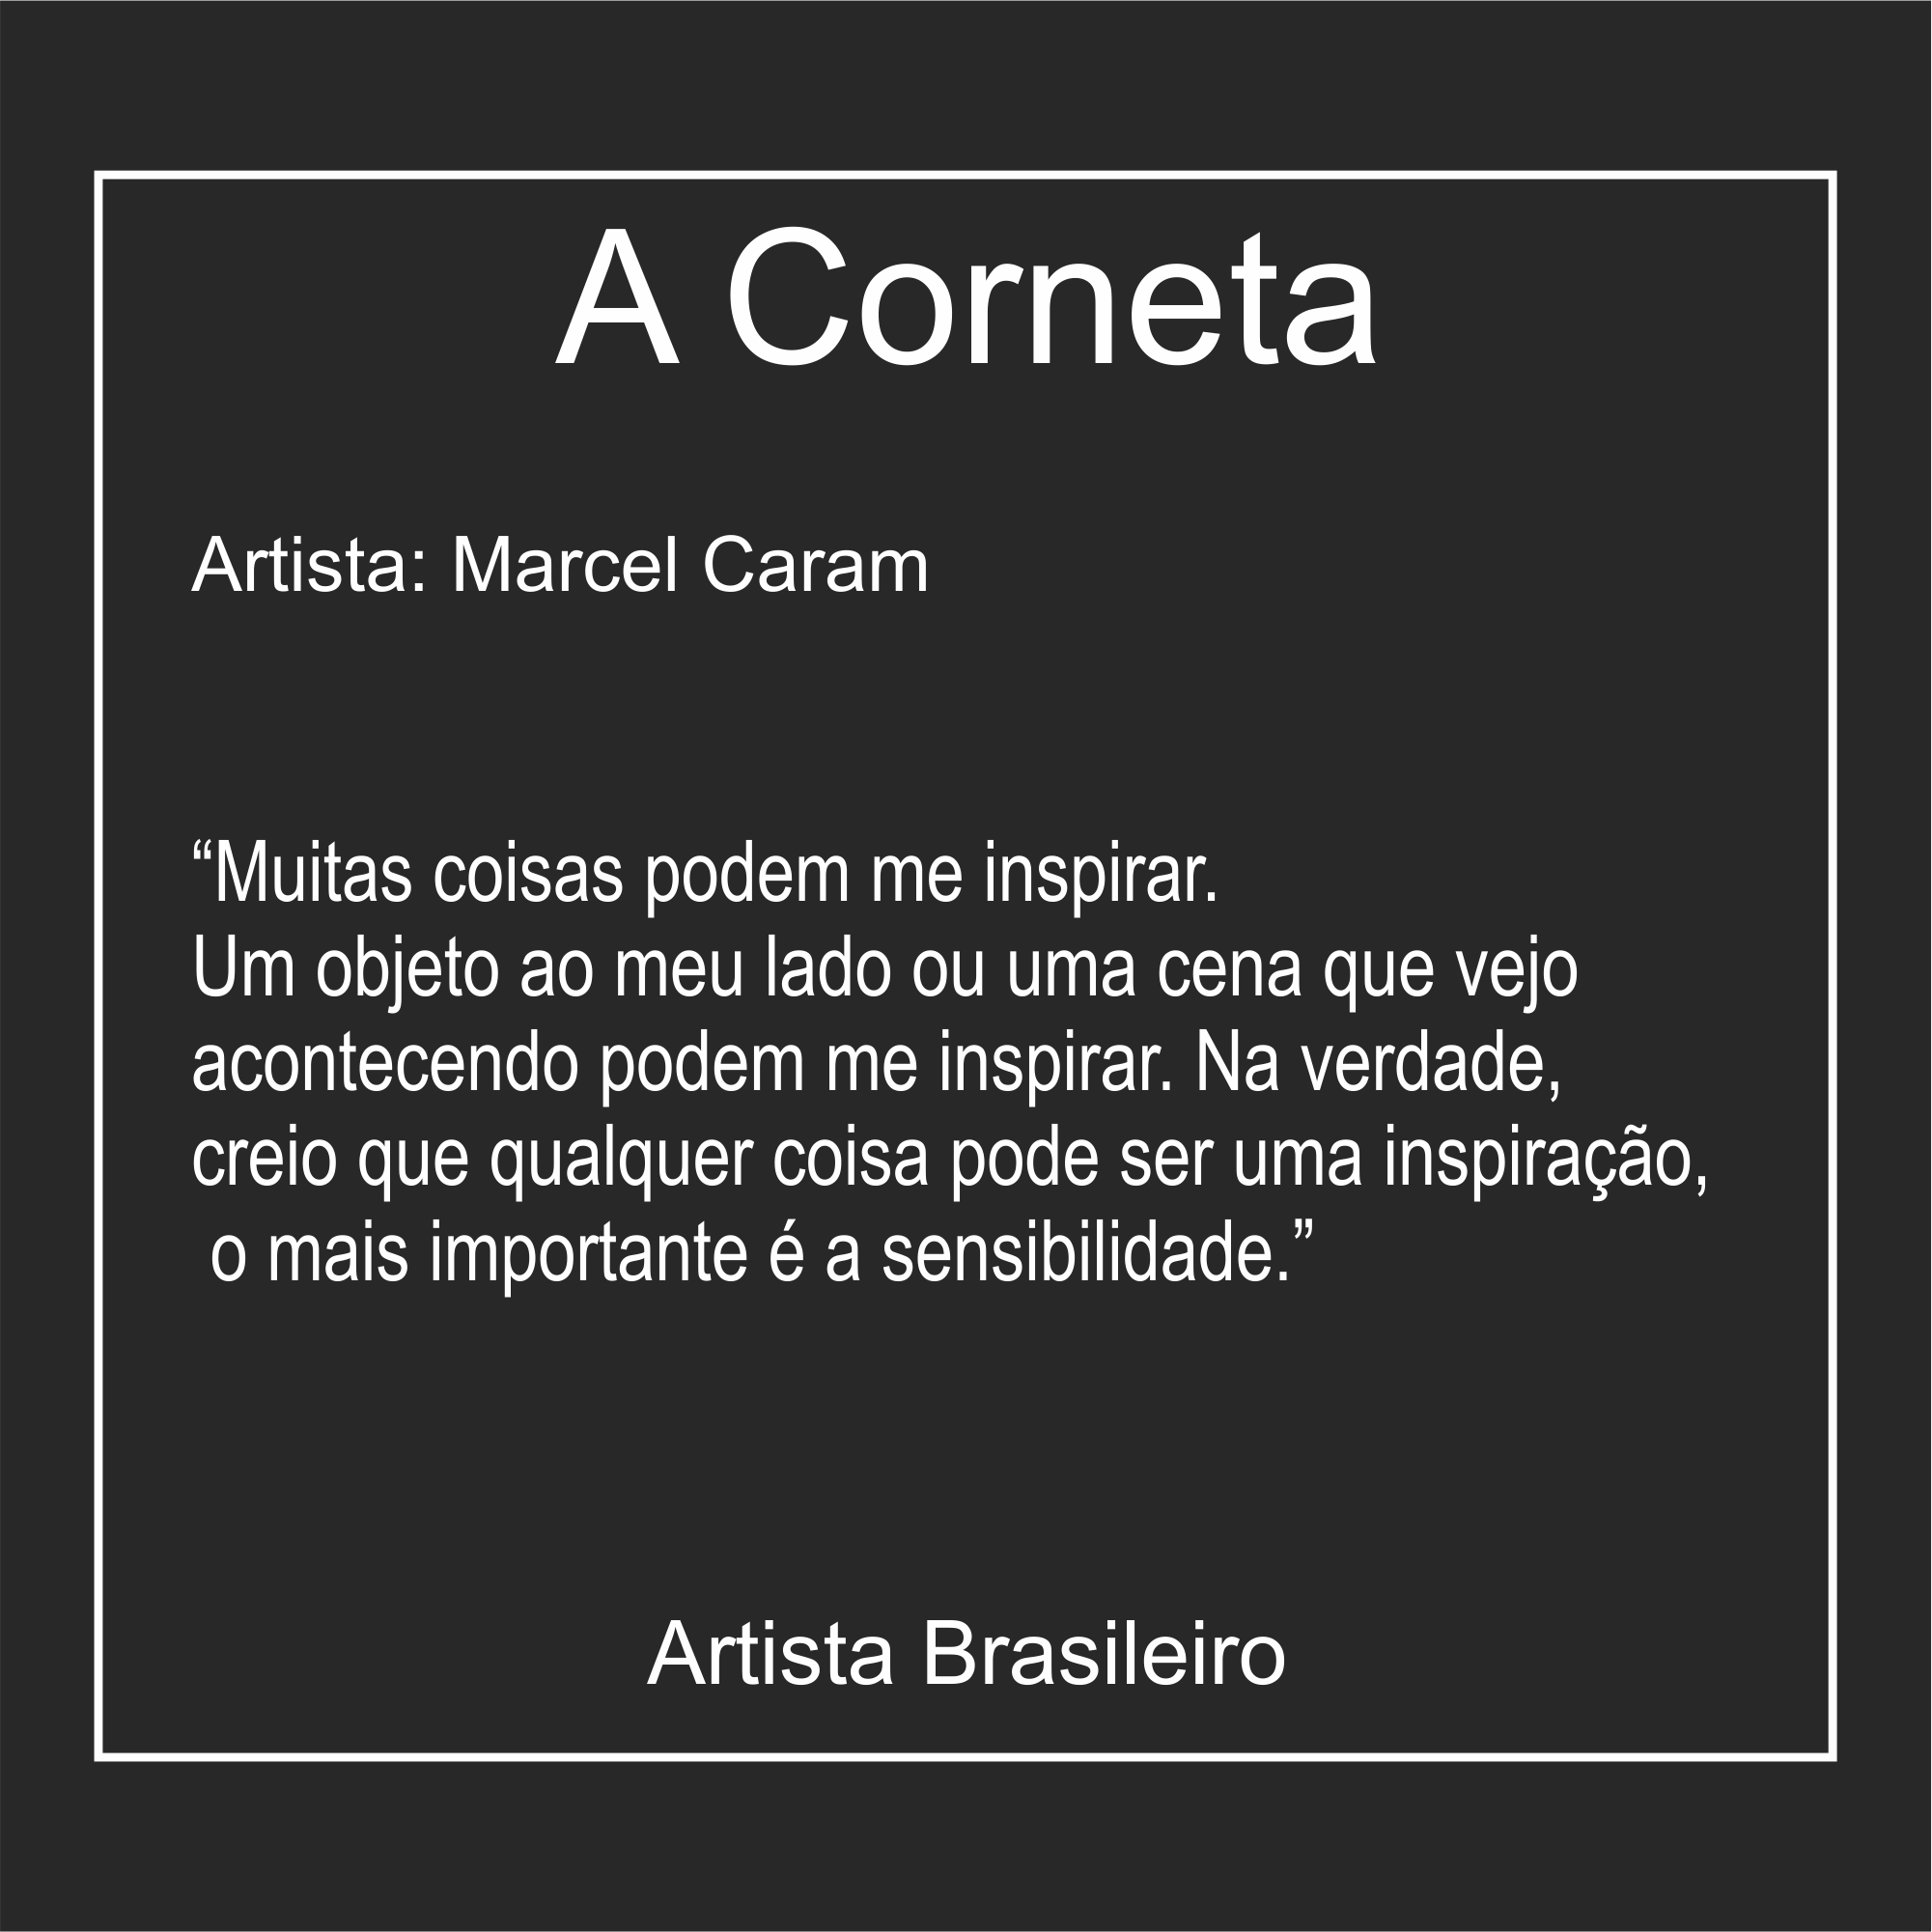 A Corneta
Artista: Marcel Caram
“Muitas coisas podem me inspirar.
Um objeto ao meu lado ou uma cena que vejo
acontecendo podem me inspirar. Na verdade,
creio que qualquer coisa pode ser uma inspiração,
o mais importante é a sensibilidade.”
Artista Brasileiro